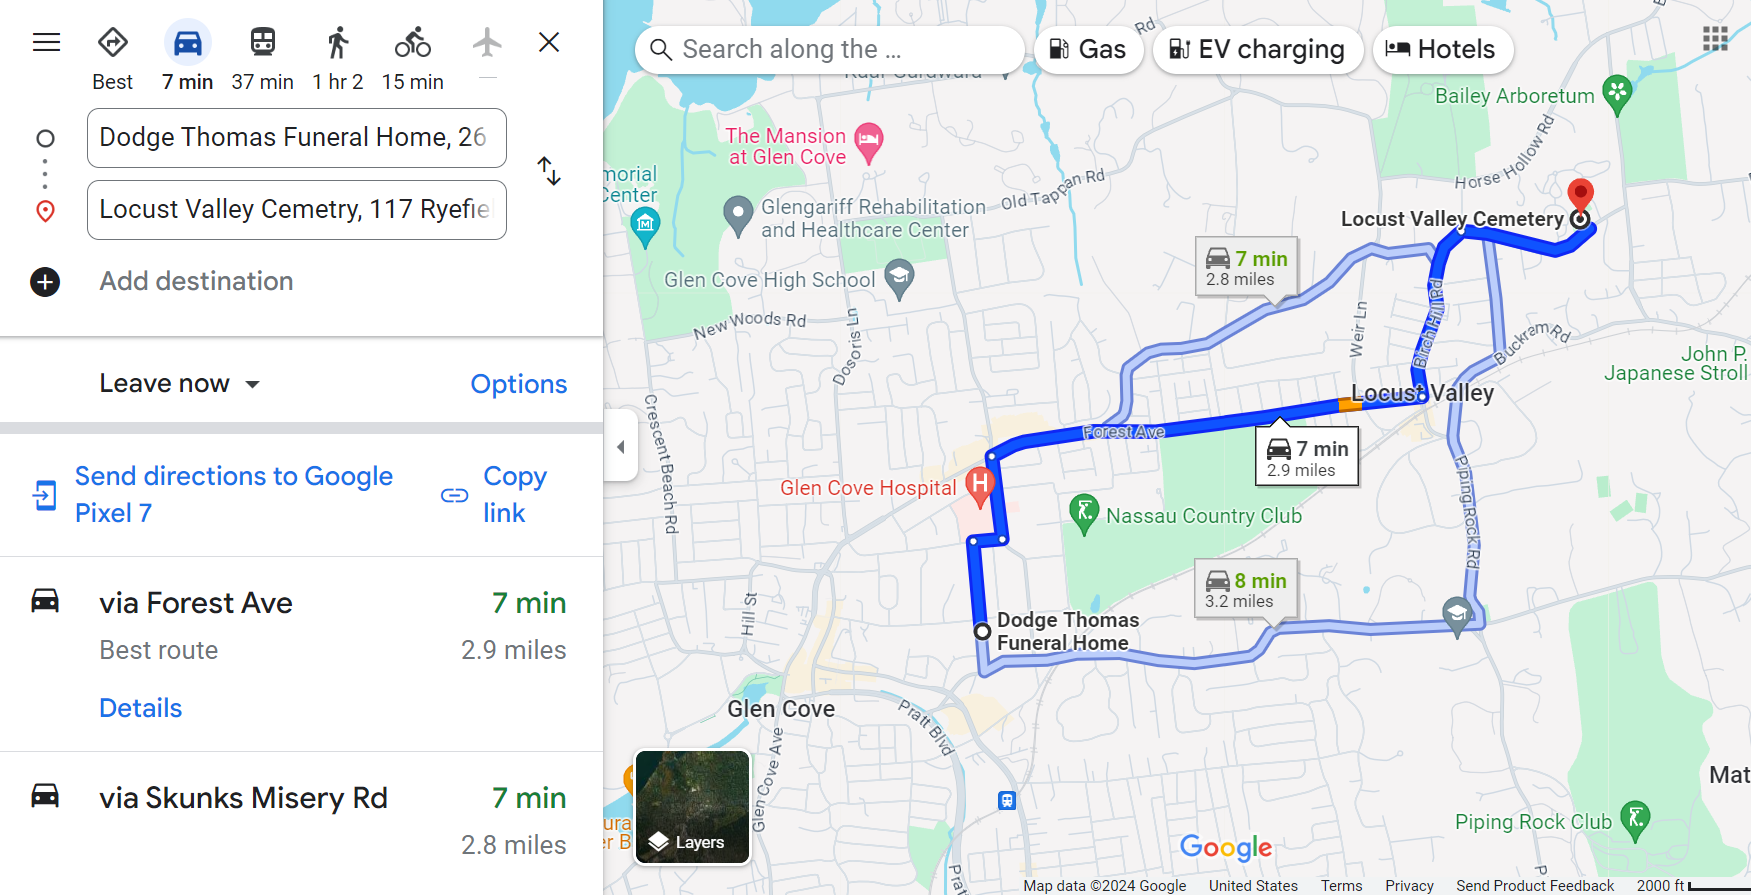 Best
7 min
37 min
1 hr 2
15 min
Dodge Thomas Funeral Home, 26
Locust Valley Cemetry, 117 Ryefie
Add destination
Leave now
Options
Send directions to Google
Pixel 7
Copy
link
via Forest Ave
7 min
Best route
2.9 miles
Details
via Skunks Misery Rd
7 min
2.8 miles
Search along the ...
Gas
EV charging
Hotels
Rd
Bailey Arboretum
The Mansion
at Glen Cove
Horse Hollow Rd
morial
Center
Old Tappan Rd
Glengariff Rehabilitation
and Healthcare Center
Locust Valley Cemetery
7 min
2.8 miles
Glen Cove High School
New Woods Rd
Dosoris Ln
Weir Ln
Birch Hill Rd
Buckram Rd
John P.
Japanese Stroll
Locust Valley
Crescent Beach Rd
Forest Ave
7 min
2.9 miles
Glen Cove Hospital
Nassau Country Club
Piping Rock Rd
8 min
3.2 miles
Hill St
Dodge Thomas
Funeral Home
Glen Cove
Pratt Blvd
Glen Cove Ave
Mat
ura
er B
Layers
Piping Rock Club
Google
Map data ©2024 Google
United States
Terms
Privacy
Send Product Feedback
2000 ft